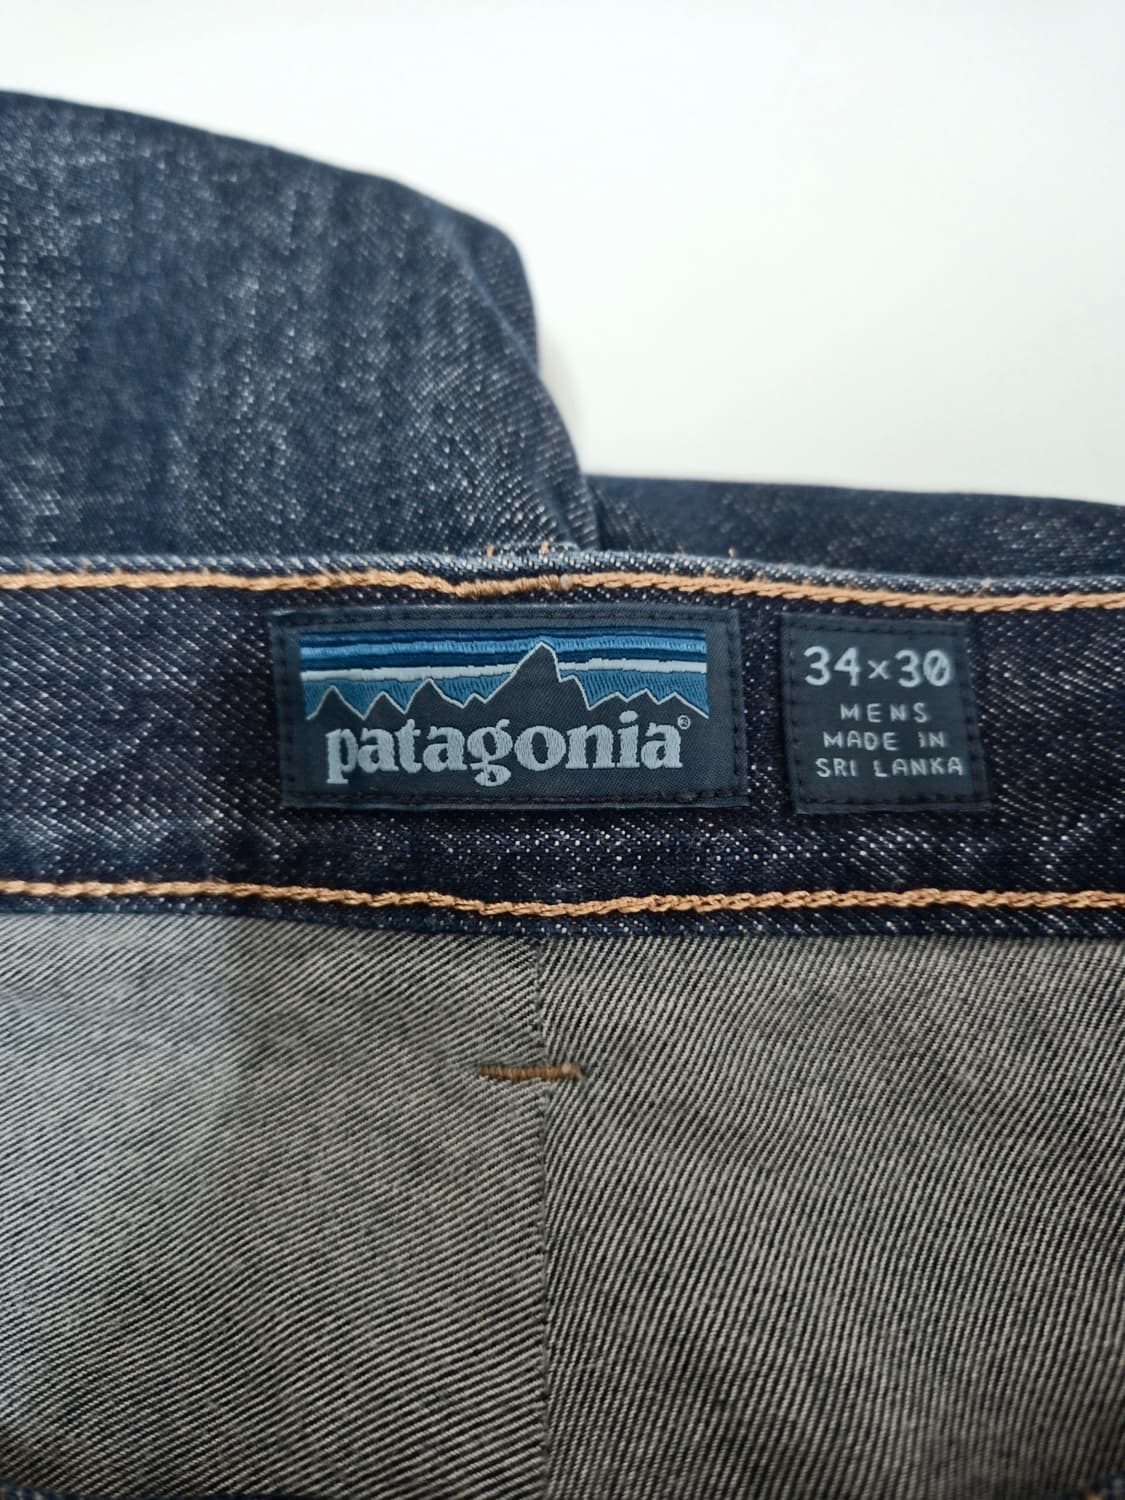 patagonia®
34×30
MENS
MADE IN
SRI LANKA